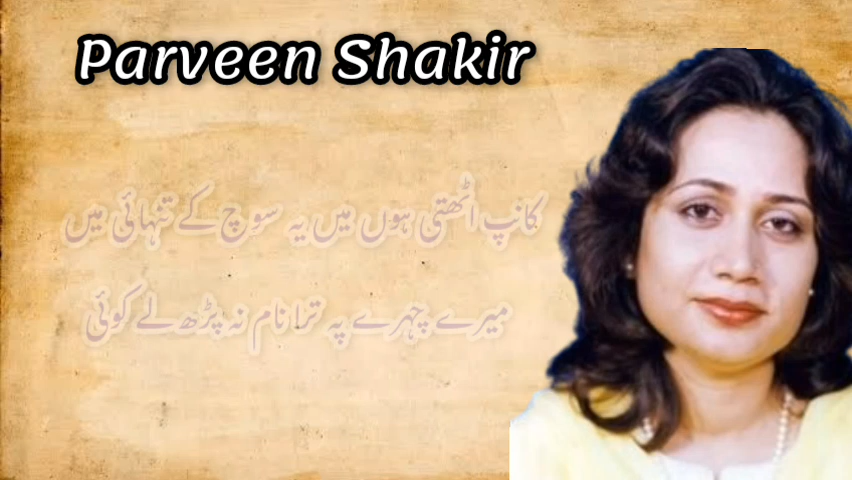 Parveen Shakir
کانپ اٹھتی ہوں میں یہ سوچ کے تنہائی میں
میرے چہرے پہ ترا نام نہ پڑھ لے کوئی